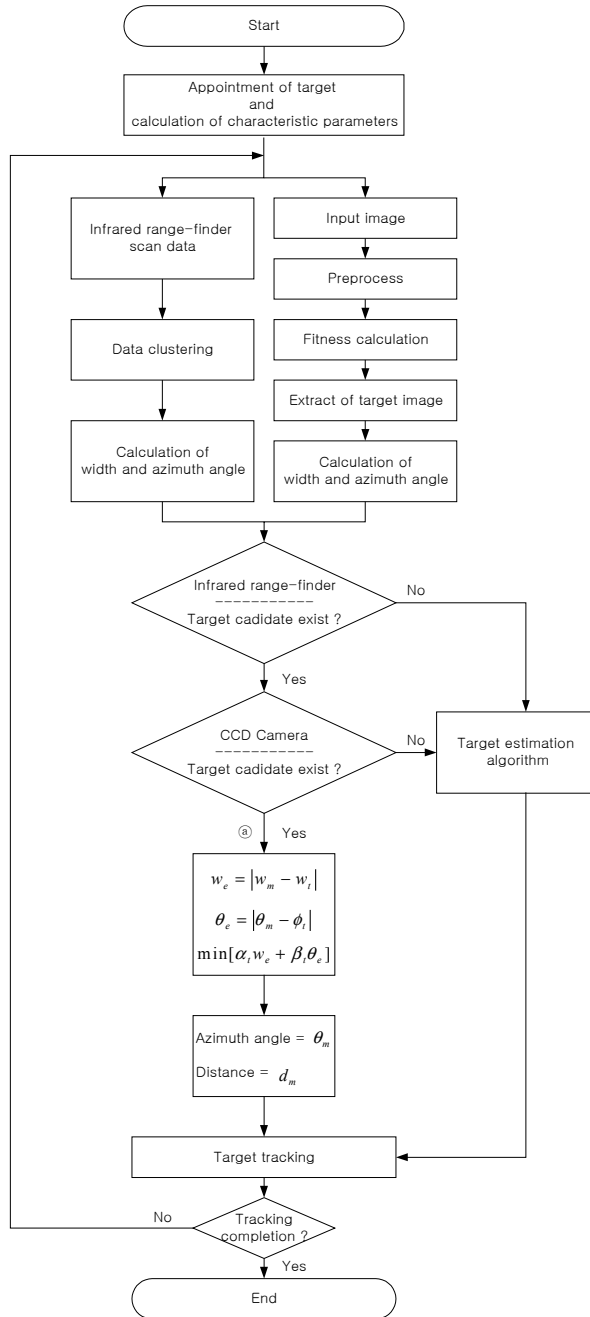 Start
Appointment of target
and
calculation of characteristic parameters
Infrared range-finder
scan data
Data clustering
Calculation of
width and azimuth angle
Input image
Preprocess
Fitness calculation
Extract of target image
Calculation of
width and azimuth angle
Infrared range-finder
-----------
Target cadidate exist ?
No
Yes
CCD Camera
-----------
Target cadidate exist ?
No
Target estimation
algorithm
ⓐ Yes
w_e = |w_m − w_t|
θ_e = |θ_m − ϕ_t|
min[α_t w_e + β_t θ_e]
Azimuth angle = θ_m
Distance = d_m
Target tracking
Tracking
completion ?
No
Yes
End